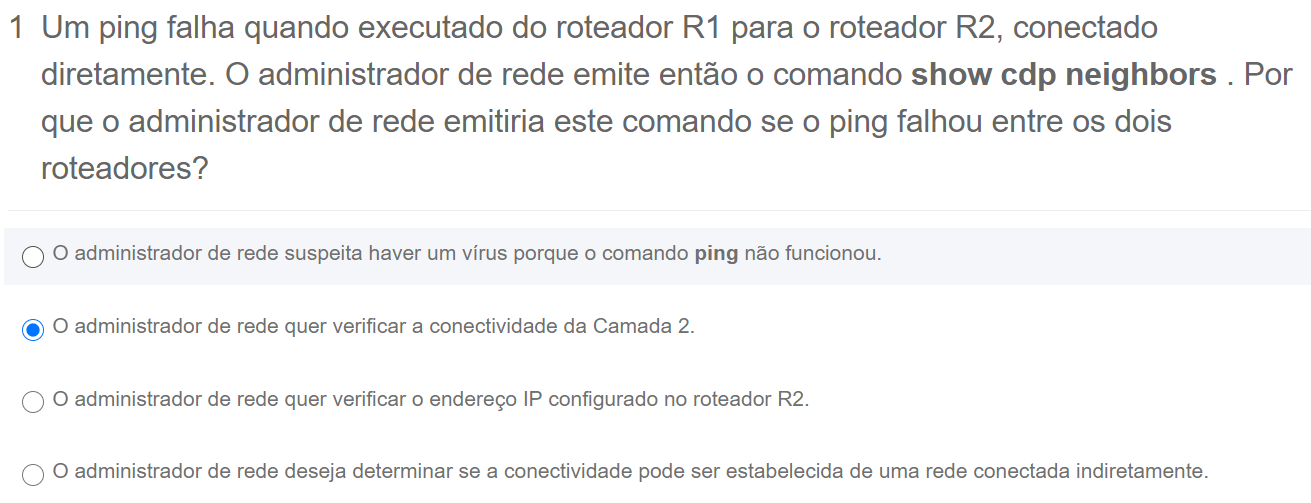 1 Um ping falha quando executado do roteador R1 para o roteador R2, conectado
diretamente. O administrador de rede emite então o comando show cdp neighbors . Por
que o administrador de rede emitiria este comando se o ping falhou entre os dois
roteadores?
O administrador de rede suspeita haver um vírus porque o comando ping não funcionou.
O administrador de rede quer verificar a conectividade da Camada 2.
O administrador de rede quer verificar o endereço IP configurado no roteador R2.
O administrador de rede deseja determinar se a conectividade pode ser estabelecida de uma rede conectada indiretamente.